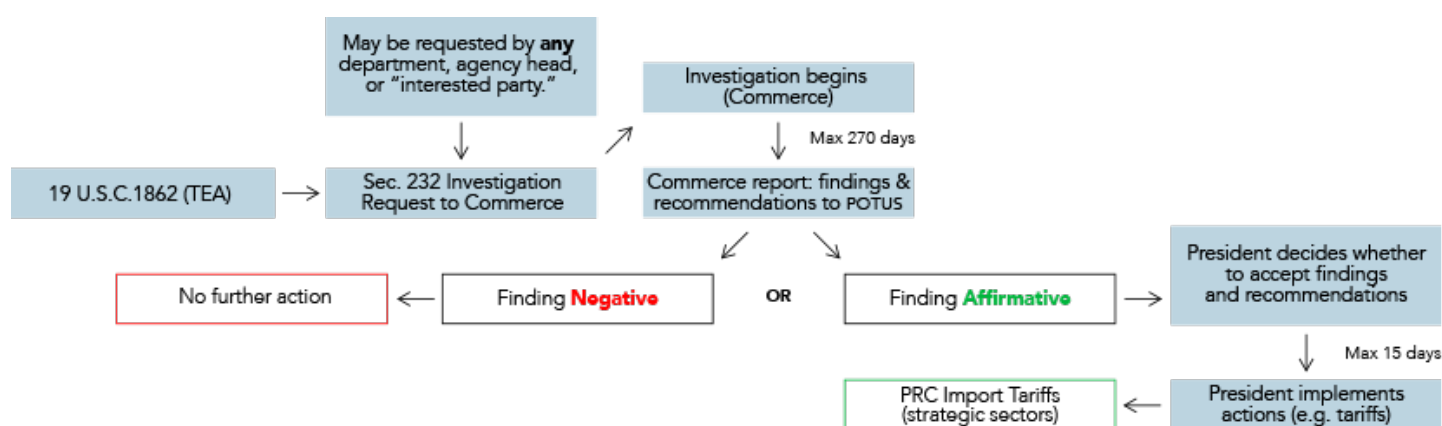 May be requested by any
department, agency head,
or “interested party.”
Investigation begins
(Commerce)
Max 270 days
19 U.S.C.1862 (TEA)
Sec. 232 Investigation
Request to Commerce
Commerce report: findings &
recommendations to POTUS
No further action
Finding Negative
OR
Finding Affirmative
President decides whether
to accept findings
and recommendations
Max 15 days
PRC Import Tariffs
(strategic sectors)
President implements
actions (e.g. tariffs)